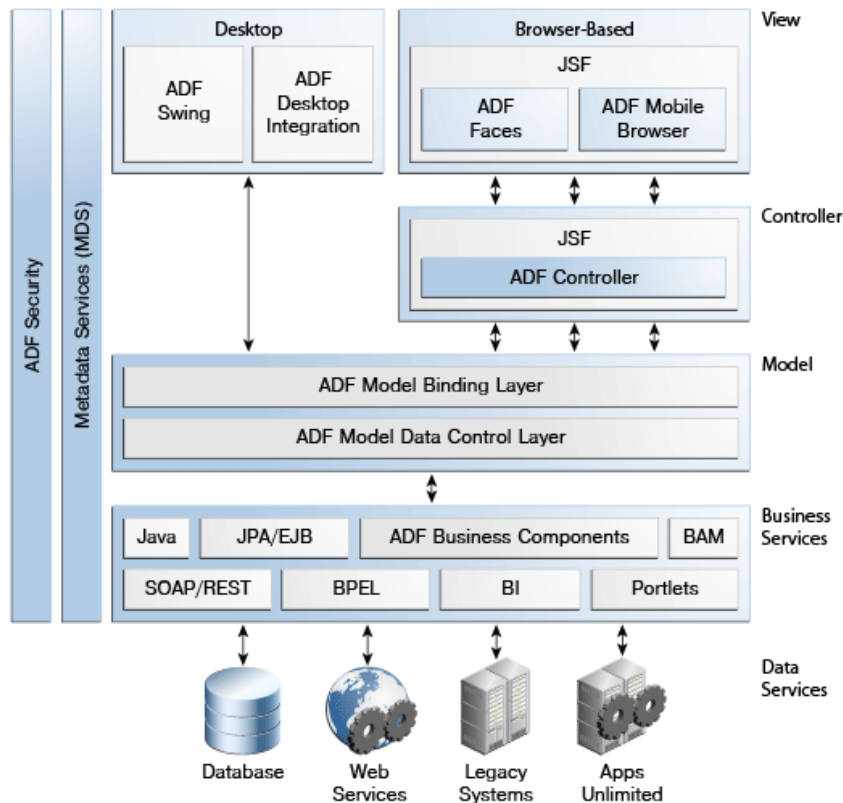 Desktop
Browser-Based
View
ADF
Swing
ADF
Desktop
Integration
JSF
ADF
Faces
ADF Mobile
Browser
Controller
JSF
ADF Controller
ADF Security
Metadata Services (MDS)
Model
ADF Model Binding Layer
ADF Model Data Control Layer
Business
Services
Java
JPA/EJB
ADF Business Components
BAM
SOAP/REST
BPEL
BI
Portlets
Data
Services
Database
Web
Services
Legacy
Systems
Apps
Unlimited